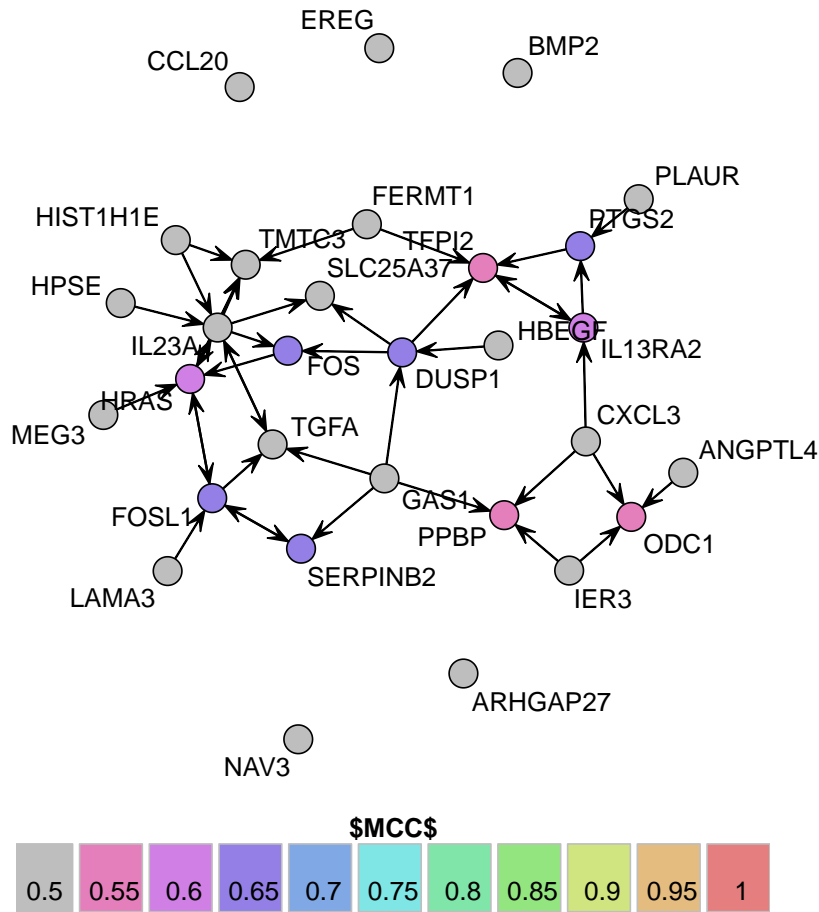 EREG
BMP2
CCL20
PLAUR
FERMT1
HIST1H1E
PTGS2
TMTC3
TFPI2
SLC25A37
HPSE
HBEGF
IL23A
IL13RA2
FOS
DUSP1
HRAS
CXCL3
MEG3
TGFA
ANGPTL4
GAS1
FOSL1
PPBP
ODC1
SERPINB2
LAMA3
IER3
ARHGAP27
NAV3
$MCC$
0.5 0.55 0.6 0.65 0.7 0.75 0.8 0.85 0.9 0.95 1